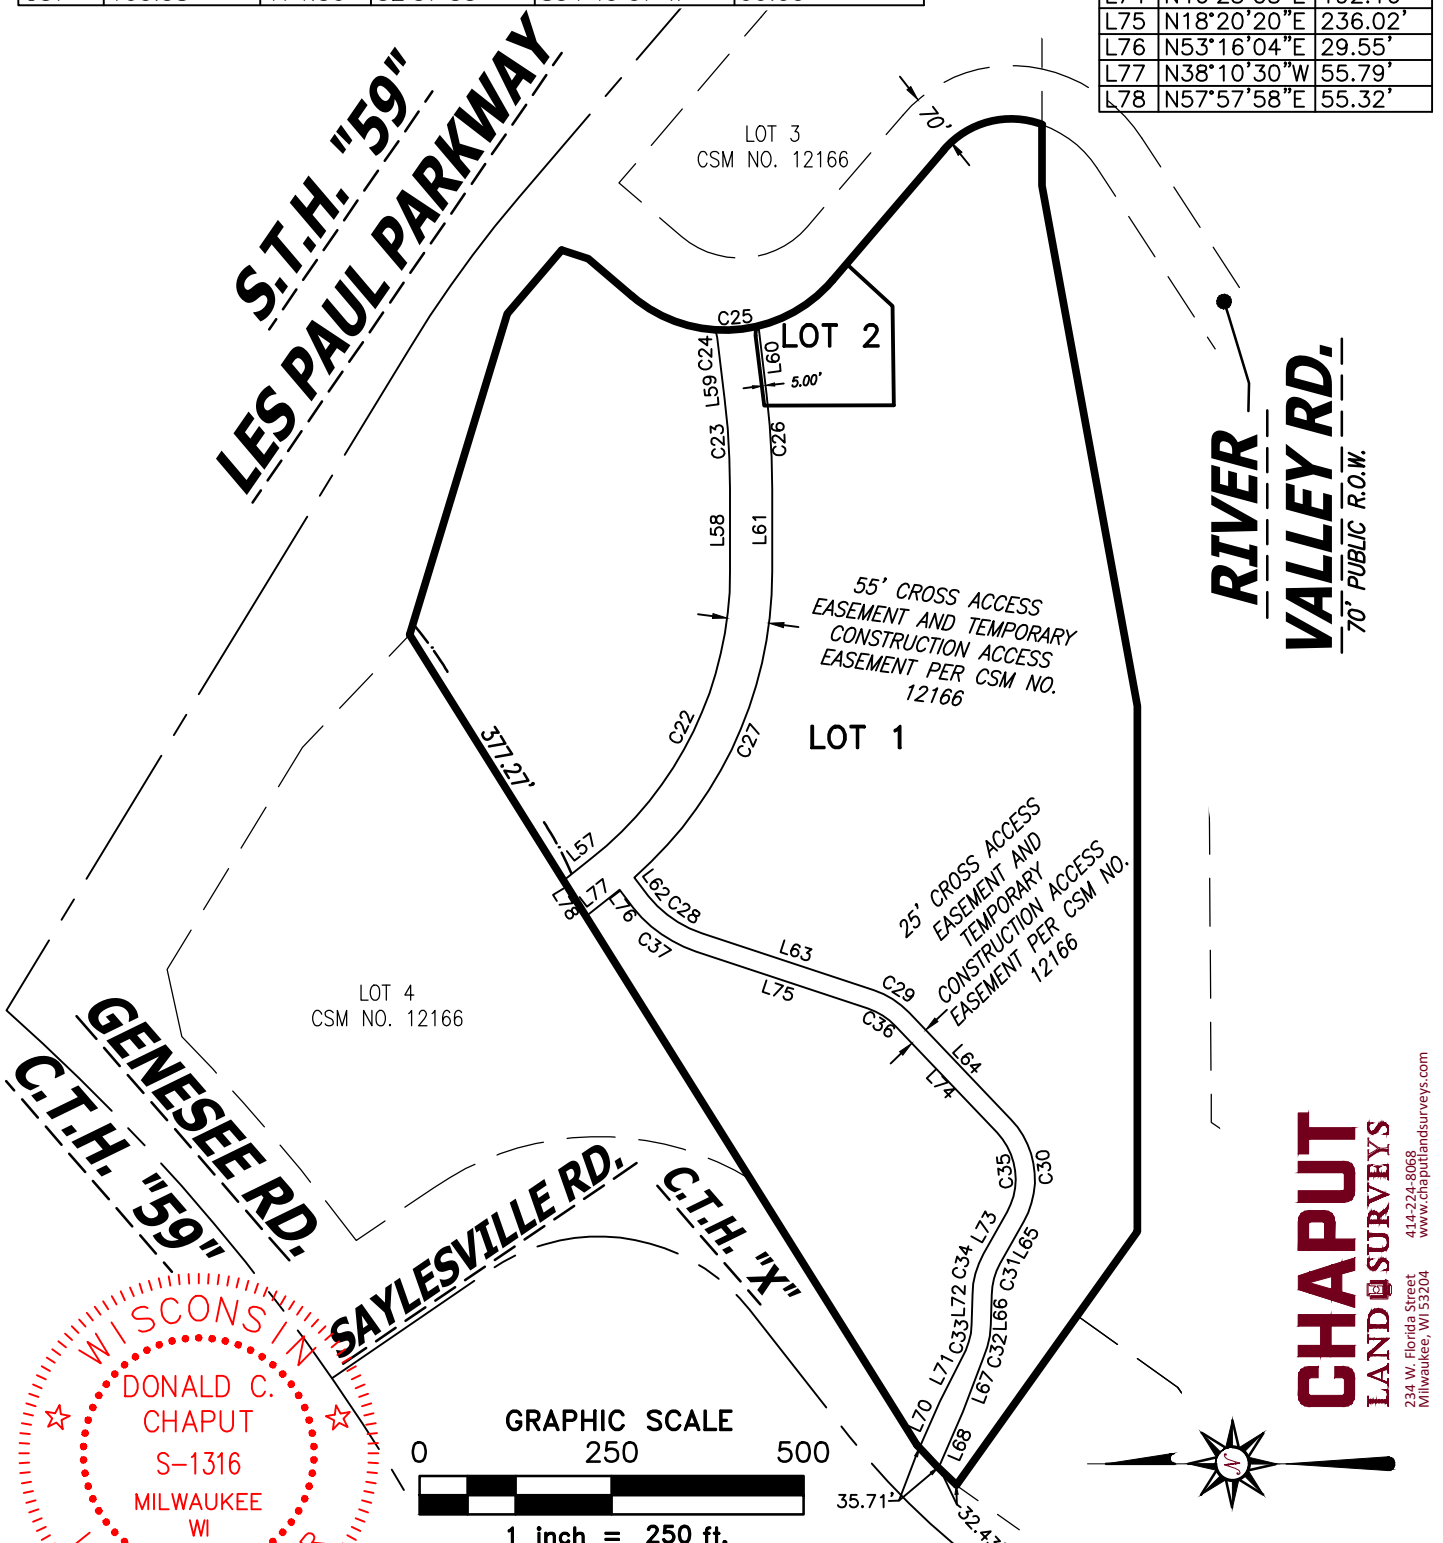 L75 N18°20'20"E 236.02'
L76 N53°16'04"E 29.55'
L77 N38°10'30"W 55.79'
L78 N57°57'58"E 55.32'
S.T.H. "59"
LES PAUL PARKWAY
LOT 3
CSM NO. 12166
70'
C25
LOT 2
C24
L60
L59
5.00'
C23
C26
L58
L61
RIVER
VALLEY RD.
70' PUBLIC R.O.W.
55' CROSS ACCESS
EASEMENT AND TEMPORARY
CONSTRUCTION ACCESS
EASEMENT PER CSM NO.
12166
C22
C27
LOT 1
377.27'
L57
L62
C28
L77
L78
L76
C37
L63
L75
C29
C36
25' CROSS ACCESS
EASEMENT AND
TEMPORARY
CONSTRUCTION ACCESS
EASEMENT PER CSM NO.
12166
L64
L74
LOT 4
CSM NO. 12166
GENESEE RD.
C.T.H. "59"
SAYLESVILLE RD.
C.T.H. "X"
C35
C30
L73
L65
C34
C31
L72
L66
C33
C32
L71
L67
L70
L68
35.71'
WISCONSIN
DONALD C.
CHAPUT
S-1316
MILWAUKEE
WI
GRAPHIC SCALE
0 250 500
1 inch = 250 ft.
CHAPUT
LAND SURVEYS
234 W. Florida Street
Milwaukee, WI 53204
414-224-8068
www.chaputlandsurveys.com
N